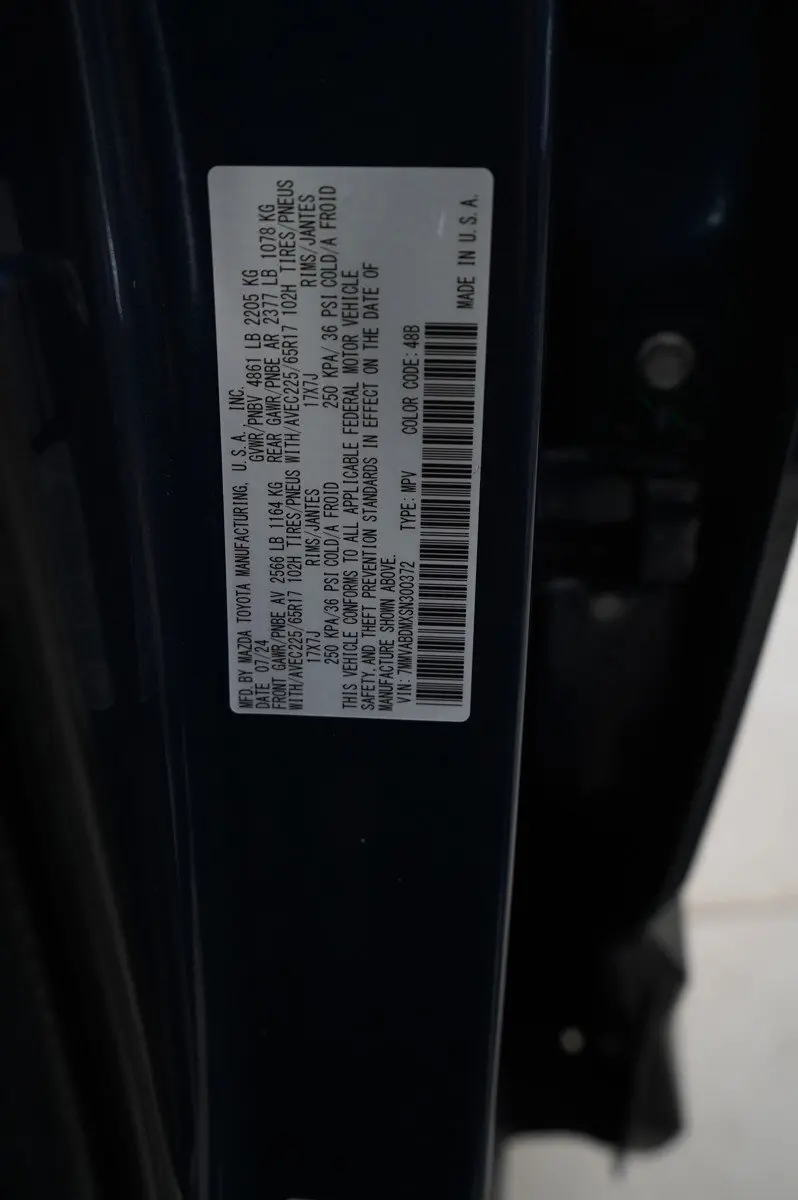 MFD. BY MAZDA TOYOTA MANUFACTURING, U.S.A., INC.
DATE 07/24 GVWR/PNBV 4861 LB 2205 KG
FRONT GAWR/PNBE AV 2566 LB 1164 KG REAR GAWR/PNBE AR 2377 LB 1078 KG
WITH/AVEC225/65R17 102H TIRES/PNEUS WITH/AVEC225/65R17 102H TIRES/PNEUS
17X7J RIMS/JANTES 17X7J RIMS/JANTES
250 KPA/36 PSI COLD/A FROID 250 KPA/ 36 PSI COLD/A FROID
THIS VEHICLE CONFORMS TO ALL APPLICABLE FEDERAL MOTOR VEHICLE
SAFETY AND THEFT PREVENTION STANDARDS IN EFFECT ON THE DATE OF
MANUFACTURE SHOWN ABOVE.
VIN: 7MMVABDMXSN300372 TYPE: MPV COLOR CODE: 48B
MADE IN U.S.A.